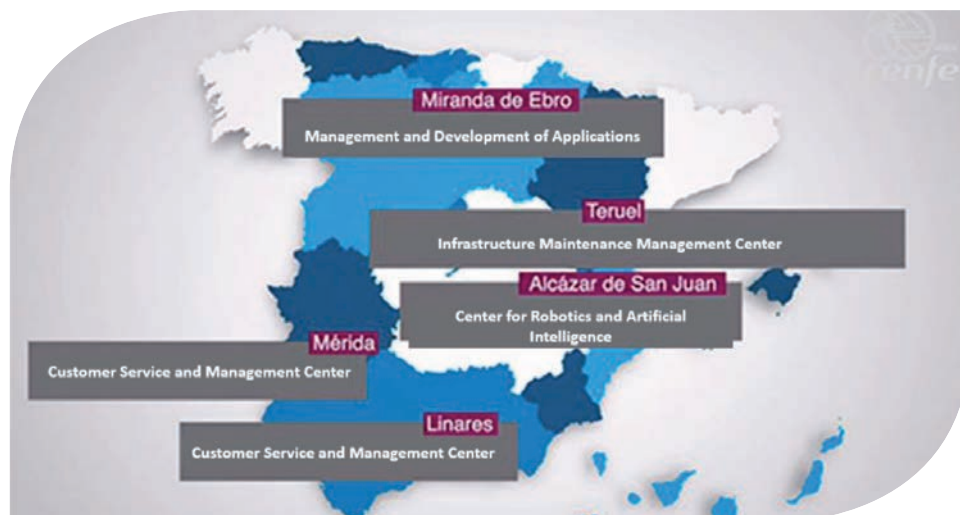 renfe
Miranda de Ebro
Management and Development of Applications
Teruel
Infrastructure Maintenance Management Center
Alcázar de San Juan
Center for Robotics and Artificial
Intelligence
Mérida
Customer Service and Management Center
Linares
Customer Service and Management Center